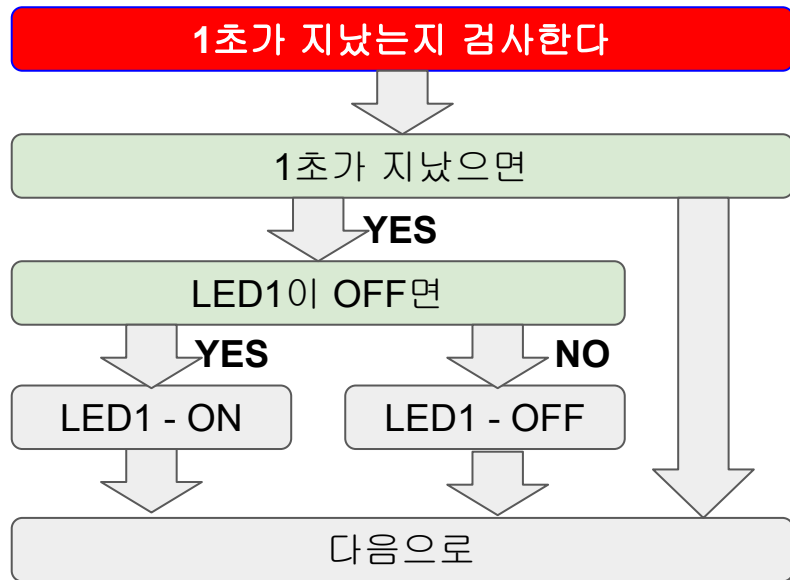 1초가 지났는지 검사한다
1초가 지났으면
YES
LED1이 OFF면
YES
NO
LED1 - ON
LED1 - OFF
다음으로